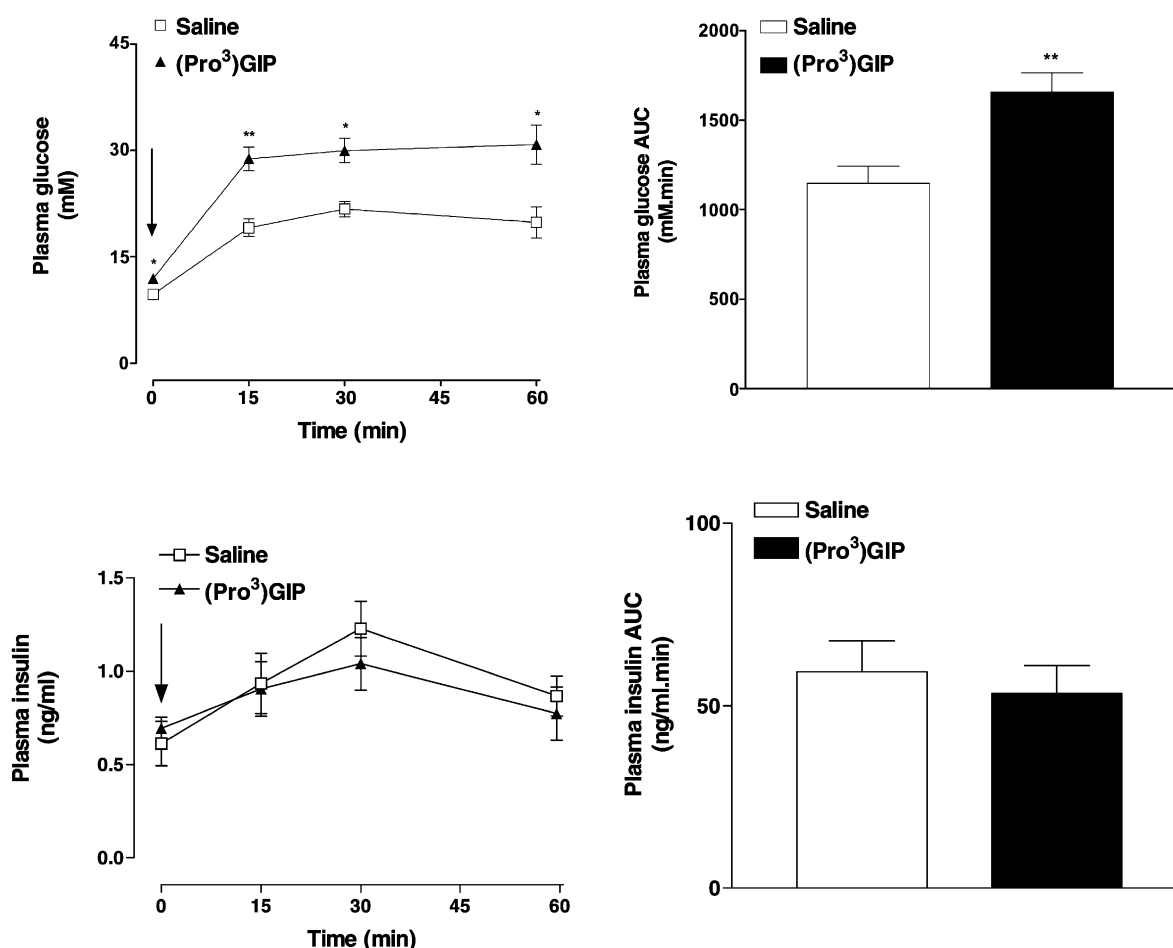 Saline
(Pro³)GIP
45
30
15
0
Plasma glucose
(mM)
*
**
*
*
0 15 30 45 60
Time (min)
Saline
(Pro³)GIP
2000
1500
1000
500
0
Plasma glucose AUC
(mM.min)
**
Saline
(Pro³)GIP
1.5
1.0
0.5
0.0
Plasma insulin
(ng/ml)
0 15 30 45 60
Time (min)
Saline
(Pro³)GIP
100
50
0
Plasma insulin AUC
(ng/ml.min)